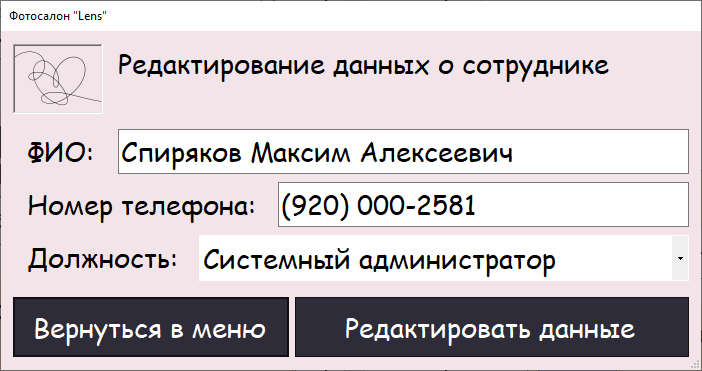 Фотосалон "Lens"
Редактирование данных о сотруднике
ФИО: Спиряков Максим Алексеевич
Номер телефона: (920) 000-2581
Должность: Системный администратор
Вернуться в меню Редактировать данные